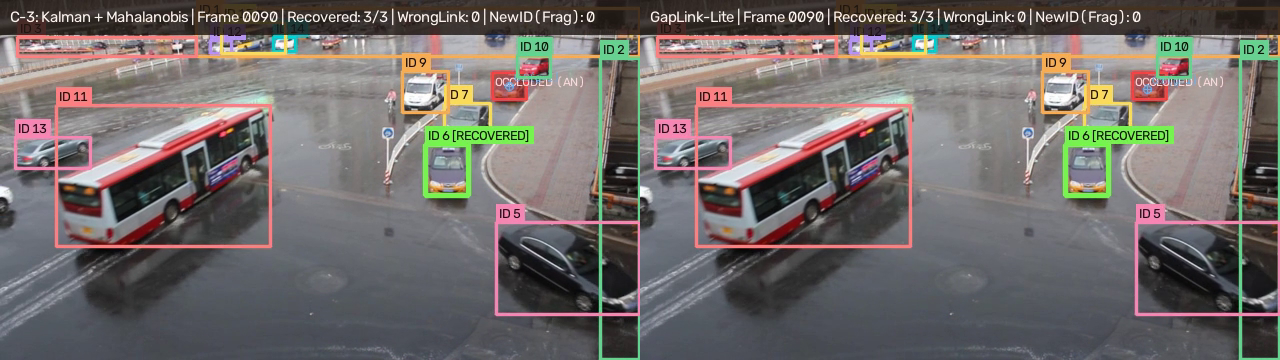 C-3: Kalman + Mahalanobis | Frame 0090 | Recovered: 3/3 | WrongLink: 0 | NewID(Frag): 0
ID 10
ID 2
ID 9
OCCLUDED (AN)
ID 11
D 7
ID 13
ID 6 [RECOVERED]
ID 5
GapLink-Lite | Frame 0090 | Recovered: 3/3 | WrongLink: 0 | NewID(Frag): 0
ID 10
ID 2
ID 9
OCCLUDED (AN)
ID 11
D 7
ID 13
ID 6 [RECOVERED]
ID 5